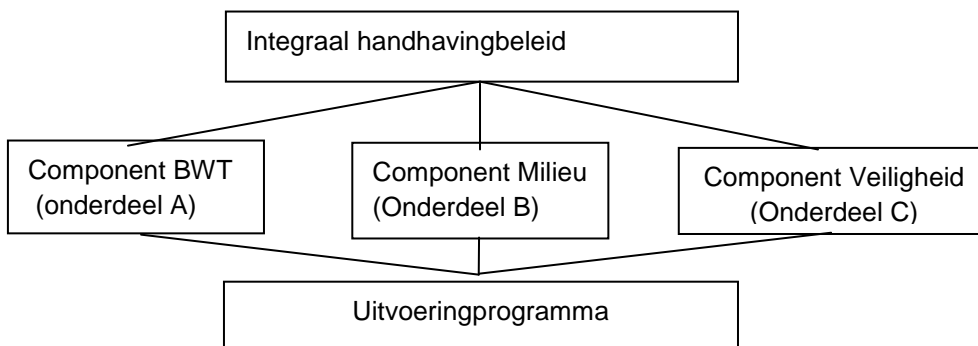 Integraal handhavingbeleid
Component BWT
(onderdeel A)
Component Milieu
(Onderdeel B)
Component Veiligheid
(Onderdeel C)
Uitvoeringprogramma